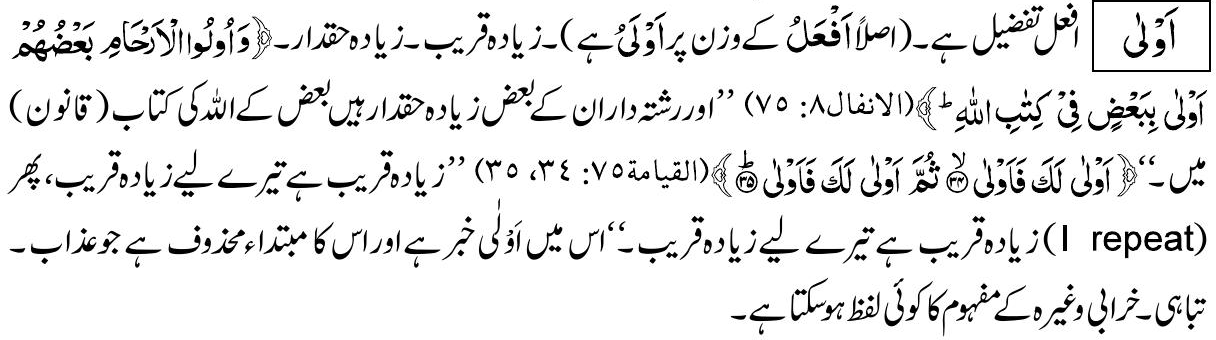 اَوْلٰى افعل تفضیل ہے۔ (اصلاً اَفْعَلُ کے وزن پر اَوْلَیُ ہے)۔ زیادہ قریب۔ زیادہ حقدار۔ ﴿وَ اُولُوا الْاَرْحَامِ بَعْضُهُمْ
اَوْلٰى بِبَعْضٍ فِیْ كِتٰبِ اللّٰهِ ؕ﴾ (الانفال۸: ۷۵) ’’اور رشتہ داران کے بعض زیادہ حقدار ہیں بعض کے اللہ کی کتاب (قانون)
میں۔‘‘ ﴿اَوْلٰى لَكَ فَاَوْلٰىۙ۳۴ ثُمَّ اَوْلٰى لَكَ فَاَوْلٰىؕ۳۵﴾ (القیامۃ۷۵: ۳۴، ۳۵) ’’زیادہ قریب ہے تیرے لیے زیادہ قریب، پھر
(I repeat) زیادہ قریب ہے تیرے لیے زیادہ قریب۔‘‘ اس میں اَوْلٰی خبر ہے اور اس کا مبتداء محذوف ہے جو عذاب۔
تباہی۔ خرابی وغیرہ کے مفہوم کا کوئی لفظ ہوسکتا ہے۔